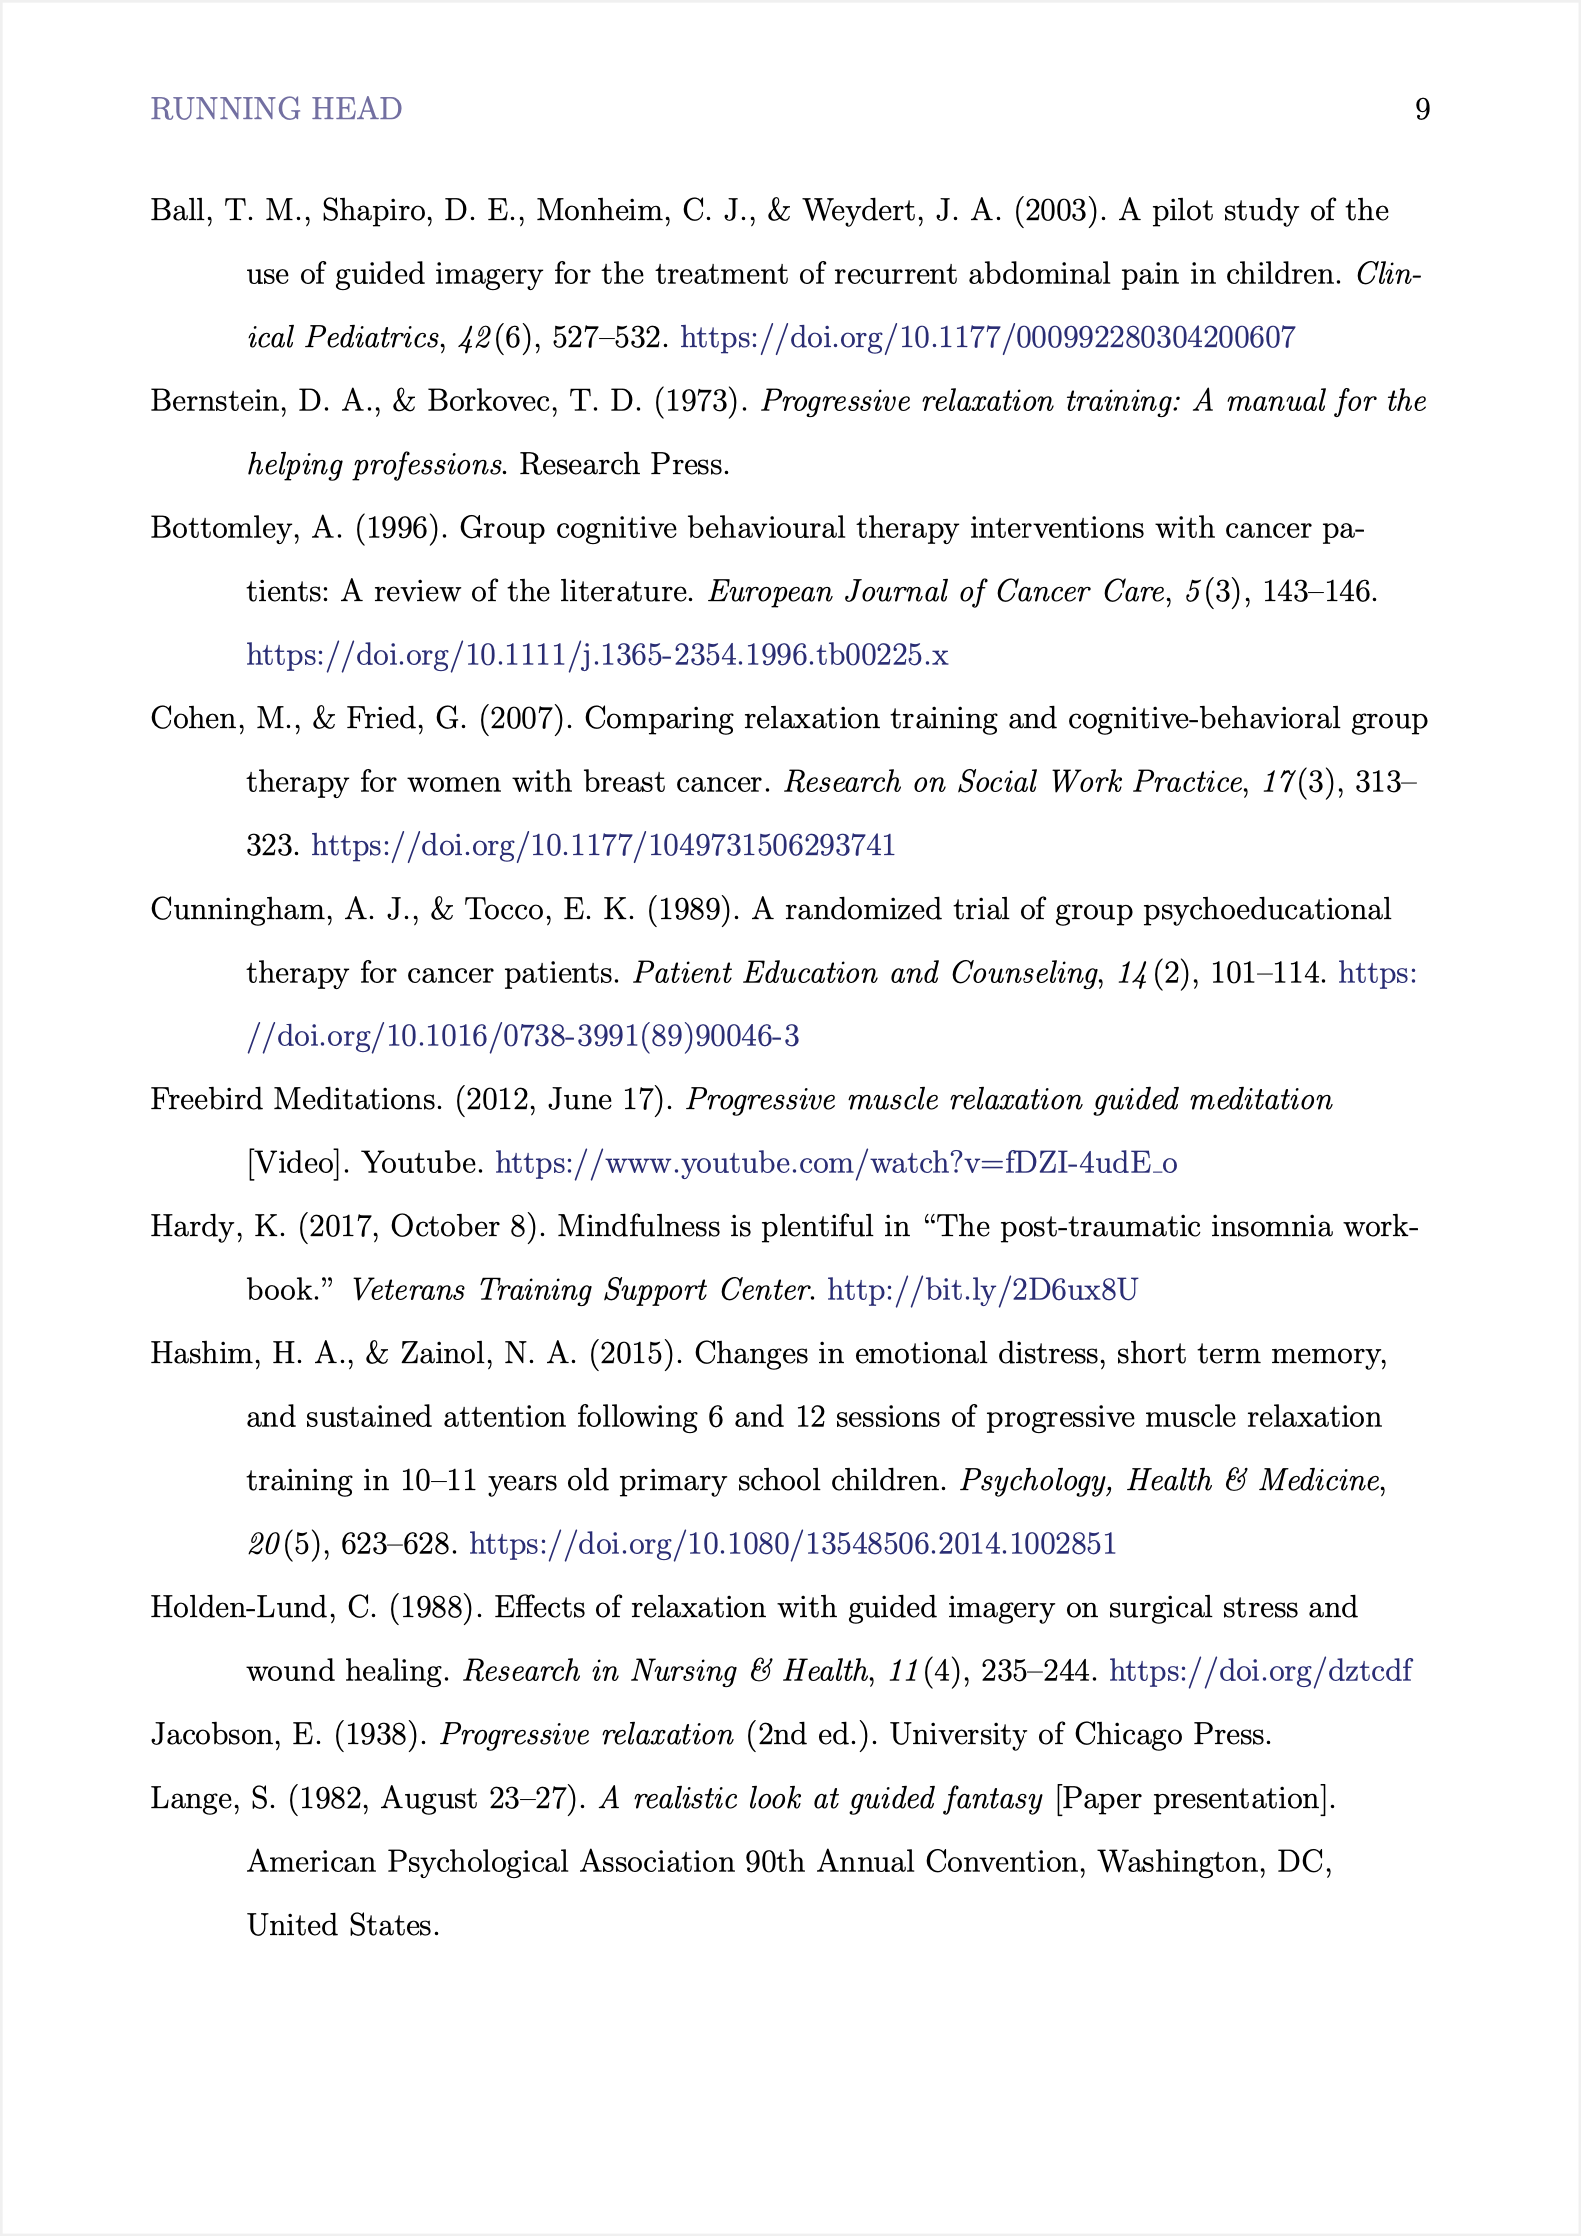 RUNNING HEAD 9
Ball, T. M., Shapiro, D. E., Monheim, C. J., & Weydert, J. A. (2003). A pilot study of the
use of guided imagery for the treatment of recurrent abdominal pain in children. Clin-
ical Pediatrics, 42(6), 527–532. https://doi.org/10.1177/000992280304200607
Bernstein, D. A., & Borkovec, T. D. (1973). Progressive relaxation training: A manual for the
helping professions. Research Press.
Bottomley, A. (1996). Group cognitive behavioural therapy interventions with cancer pa-
tients: A review of the literature. European Journal of Cancer Care, 5(3), 143–146.
https://doi.org/10.1111/j.1365-2354.1996.tb00225.x
Cohen, M., & Fried, G. (2007). Comparing relaxation training and cognitive-behavioral group
therapy for women with breast cancer. Research on Social Work Practice, 17(3), 313–
323. https://doi.org/10.1177/1049731506293741
Cunningham, A. J., & Tocco, E. K. (1989). A randomized trial of group psychoeducational
therapy for cancer patients. Patient Education and Counseling, 14(2), 101–114. https:
//doi.org/10.1016/0738-3991(89)90046-3
Freebird Meditations. (2012, June 17). Progressive muscle relaxation guided meditation
[Video]. Youtube. https://www.youtube.com/watch?v=fDZI-4udE_o
Hardy, K. (2017, October 8). Mindfulness is plentiful in “The post-traumatic insomnia work-
book.” Veterans Training Support Center. http://bit.ly/2D6ux8U
Hashim, H. A., & Zainol, N. A. (2015). Changes in emotional distress, short term memory,
and sustained attention following 6 and 12 sessions of progressive muscle relaxation
training in 10–11 years old primary school children. Psychology, Health & Medicine,
20(5), 623–628. https://doi.org/10.1080/13548506.2014.1002851
Holden-Lund, C. (1988). Effects of relaxation with guided imagery on surgical stress and
wound healing. Research in Nursing & Health, 11(4), 235–244. https://doi.org/dztcdf
Jacobson, E. (1938). Progressive relaxation (2nd ed.). University of Chicago Press.
Lange, S. (1982, August 23–27). A realistic look at guided fantasy [Paper presentation].
American Psychological Association 90th Annual Convention, Washington, DC,
United States.